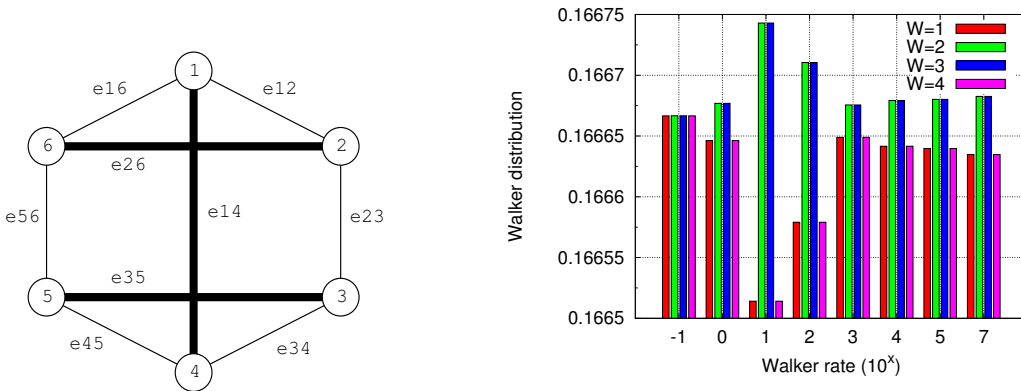 1
e16
e12
6
2
e26
e56
e14
e23
e35
5
3
e45
e34
4
0.16675
0.1667
0.16665
0.1666
0.16655
0.1665
Walker distribution
W=1
W=2
W=3
W=4
-1 0 1 2 3 4 5 7
Walker rate (10^x)